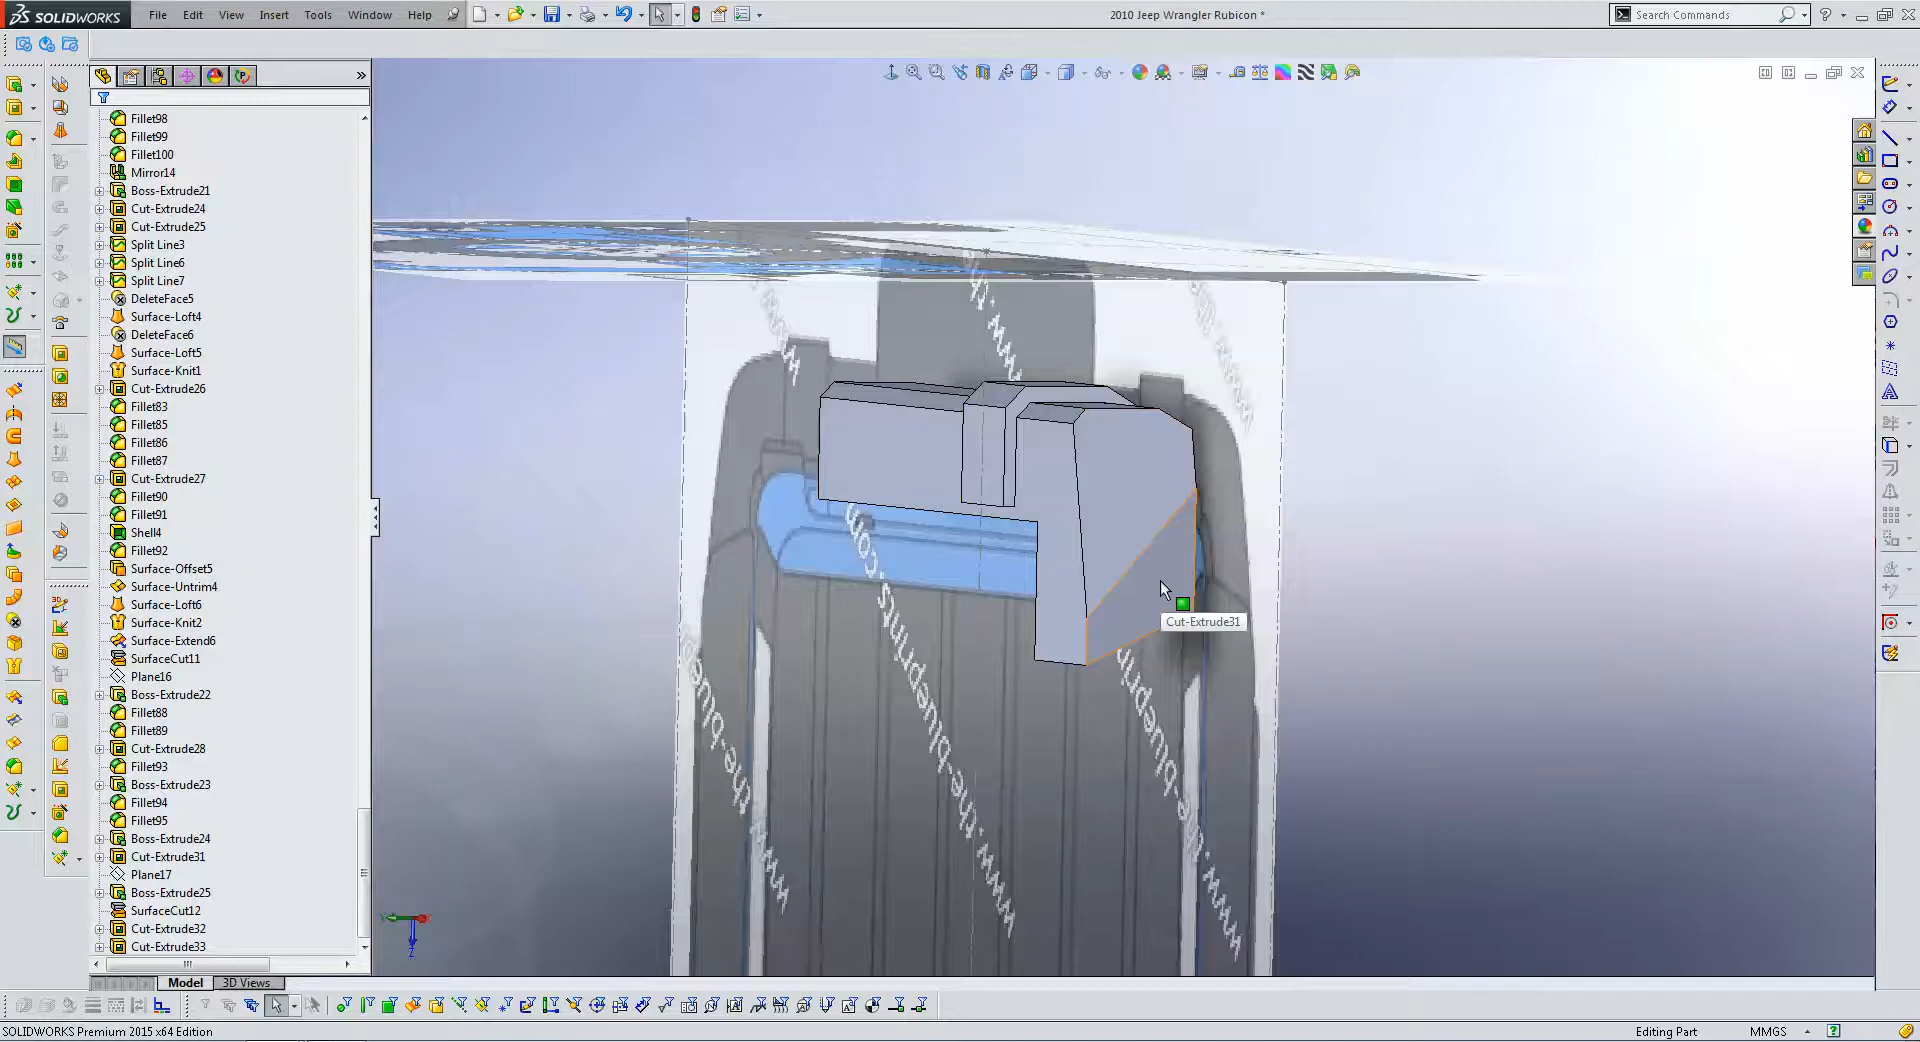 SOLIDWORKS
File Edit View Insert Tools Window Help
2010 Jeep Wrangler Rubicon *
Search Commands
Fillet98
Fillet99
Fillet100
Mirror14
Boss-Extrude21
Cut-Extrude24
Cut-Extrude25
Split Line3
Split Line6
Split Line7
DeleteFace5
Surface-Loft4
DeleteFace6
Surface-Loft5
Surface-Knit1
Cut-Extrude26
Fillet83
Fillet85
Fillet86
Fillet87
Cut-Extrude27
Fillet90
Fillet91
Shell4
Fillet92
Surface-Offset5
Surface-Untrim4
Surface-Loft6
Surface-Knit2
Surface-Extend6
SurfaceCut11
Plane16
Boss-Extrude22
Fillet88
Fillet89
Cut-Extrude28
Fillet93
Boss-Extrude23
Fillet94
Fillet95
Boss-Extrude24
Cut-Extrude31
Plane17
Boss-Extrude25
SurfaceCut12
Cut-Extrude32
Cut-Extrude33
Cut-Extrude31
Model 3D Views
SOLIDWORKS Premium 2015 x64 Edition
Editing Part MMGS